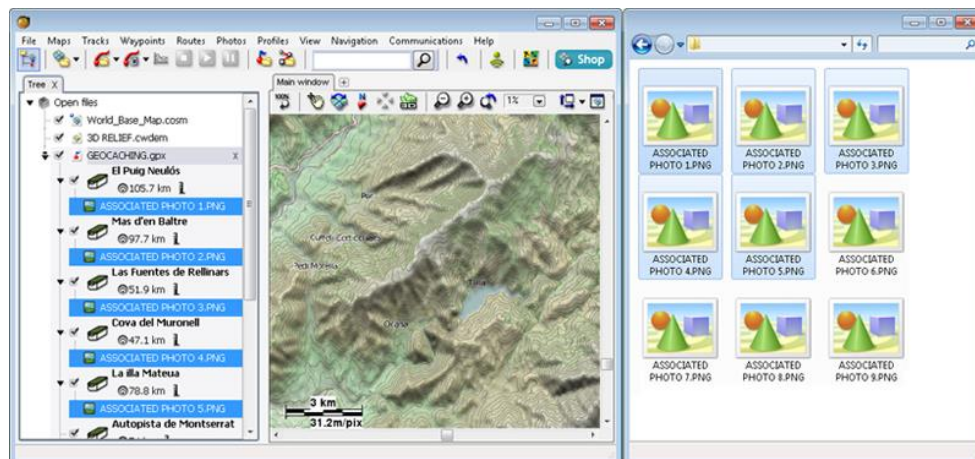 File Maps Tracks Waypoints Routes Photos Profiles View Navigation Communications Help
Shop
Tree X
Open files
World_Base_Map.cosm
3D RELIEF.cwdem
GEOCACHING.gpx x
El Puig Neulós
105.7 km
ASSOCIATED PHOTO 1.PNG
Mas d'en Baltre
97.7 km
ASSOCIATED PHOTO 2.PNG
Las Fuentes de Rellinars
51.9 km
ASSOCIATED PHOTO 3.PNG
Cova del Muronell
47.1 km
ASSOCIATED PHOTO 4.PNG
La illa Mateua
78.8 km
ASSOCIATED PHOTO 5.PNG
Autopista de Montserrat
Main window
100%
1%
Organa
3 km
31.2m/pix
ASSOCIATED
PHOTO 1.PNG
ASSOCIATED
PHOTO 2.PNG
ASSOCIATED
PHOTO 3.PNG
ASSOCIATED
PHOTO 4.PNG
ASSOCIATED
PHOTO 5.PNG
ASSOCIATED
PHOTO 6.PNG
ASSOCIATED
PHOTO 7.PNG
ASSOCIATED
PHOTO 8.PNG
ASSOCIATED
PHOTO 9.PNG